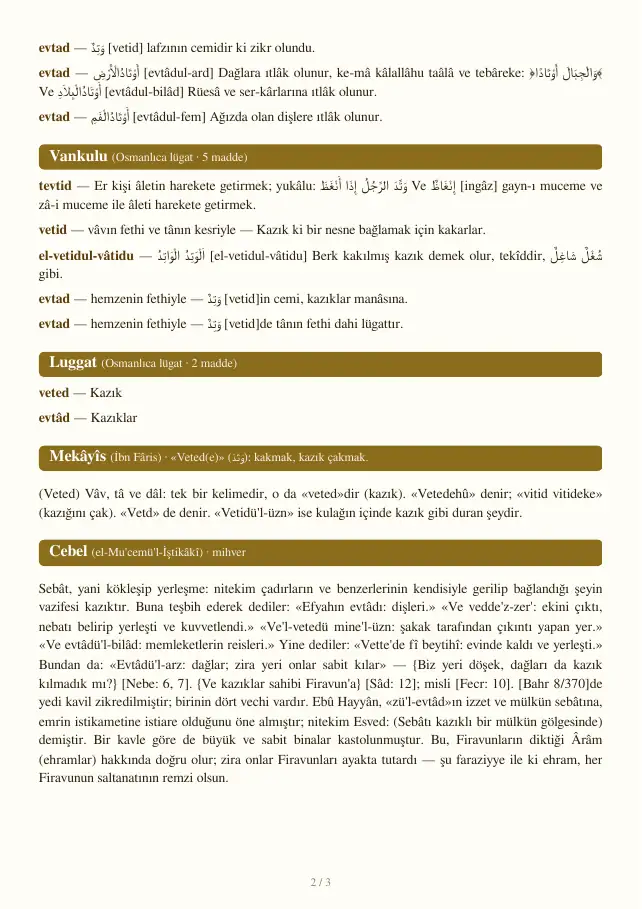 evtad — وَتِدْ [vetid] lafzının cemidir ki zikr olundu.
evtad — أَوْتَادُالْأَرْضِ [evtâdul-ard] Dağlara ıtlâk olunur, ke-mâ kâlallâhu taâlâ ve tebâreke: ﴿وَالْجِبَالَ أَوْتَادًا﴾
Ve أَوْتَادُالْبِلَادِ [evtâdul-bilâd] Rüesâ ve ser-kârlarına ıtlâk olunur.
evtad — أَوْتَادُالْفَمِ [evtâdul-fem] Ağızda olan dişlere ıtlâk olunur.
Vankulu (Osmanlıca lügat · 5 madde)
tevtid — Er kişi âletin harekete getirmek; yukâlu: وَتَّدَ الرَّجُلُ إِذَا أَنْعَظَ Ve إِنْعَاظٌ [ingâz] gayn-ı muceme ve
zâ-i muceme ile âleti harekete getirmek.
vetid — vâvın fethi ve tânın kesriyle — Kazık ki bir nesne bağlamak için kakarlar.
el-vetidul-vâtidu — اَلْوَتِدُ الْوَاتِدُ [el-vetidul-vâtidu] Berk kakılmış kazık demek olur, tekîddir, شُغْلٌ شَاغِلٌ
gibi.
evtad — hemzenin fethiyle — وَتِدْ [vetid]in cemi, kazıklar manâsına.
evtad — hemzenin fethiyle — وَتِدْ [vetid]de tânın fethi dahi lügattır.
Luggat (Osmanlıca lügat · 2 madde)
veted — Kazık
evtâd — Kazıklar
Mekâyîs (İbn Fâris) · «Veted(e)» (وَتَدَ): kakmak, kazık çakmak.
(Veted) Vâv, tâ ve dâl: tek bir kelimedir, o da «veted»dir (kazık). «Vetedehû» denir; «vitid vitideke»
(kazığını çak). «Vetd» de denir. «Vetidü'l-üzn» ise kulağın içinde kazık gibi duran şeydir.
Cebel (el-Mu'cemü'l-İştikâkî) · mihver
Sebât, yani kökleşip yerleşme: nitekim çadırların ve benzerlerinin kendisiyle gerilip bağlandığı şeyin
vazifesi kazıktır. Buna teşbih ederek dediler: «Efyahın evtâdı: dişleri.» «Ve vedde'z-zer': ekini çıktı,
nebatı belirip yerleşti ve kuvvetlendi.» «Ve'l-vetedü mine'l-üzn: şakak tarafından çıkıntı yapan yer.»
«Ve evtâdü'l-bilâd: memleketlerin reisleri.» Yine dediler: «Vette'de fî beytihî: evinde kaldı ve yerleşti.»
Bundan da: «Evtâdü'l-arz: dağlar; zira yeri onlar sabit kılar» — {Biz yeri döşek, dağları da kazık
kılmadık mı?} [Nebe: 6, 7]. {Ve kazıklar sahibi Firavun'a} [Sâd: 12]; misli [Fecr: 10]. [Bahr 8/370]de
yedi kavil zikredilmiştir; birinin dört vechi vardır. Ebû Hayyân, «zü'l-evtâd»ın izzet ve mülkün sebâtına,
emrin istikametine istiare olduğunu öne almıştır; nitekim Esved: (Sebâtı kazıklı bir mülkün gölgesinde)
demiştir. Bir kavle göre de büyük ve sabit binalar kastolunmuştur. Bu, Firavunların diktiği Ârâm
(ehramlar) hakkında doğru olur; zira onlar Firavunları ayakta tutardı — şu faraziyye ile ki ehram, her
Firavunun saltanatının remzi olsun.
2 / 3